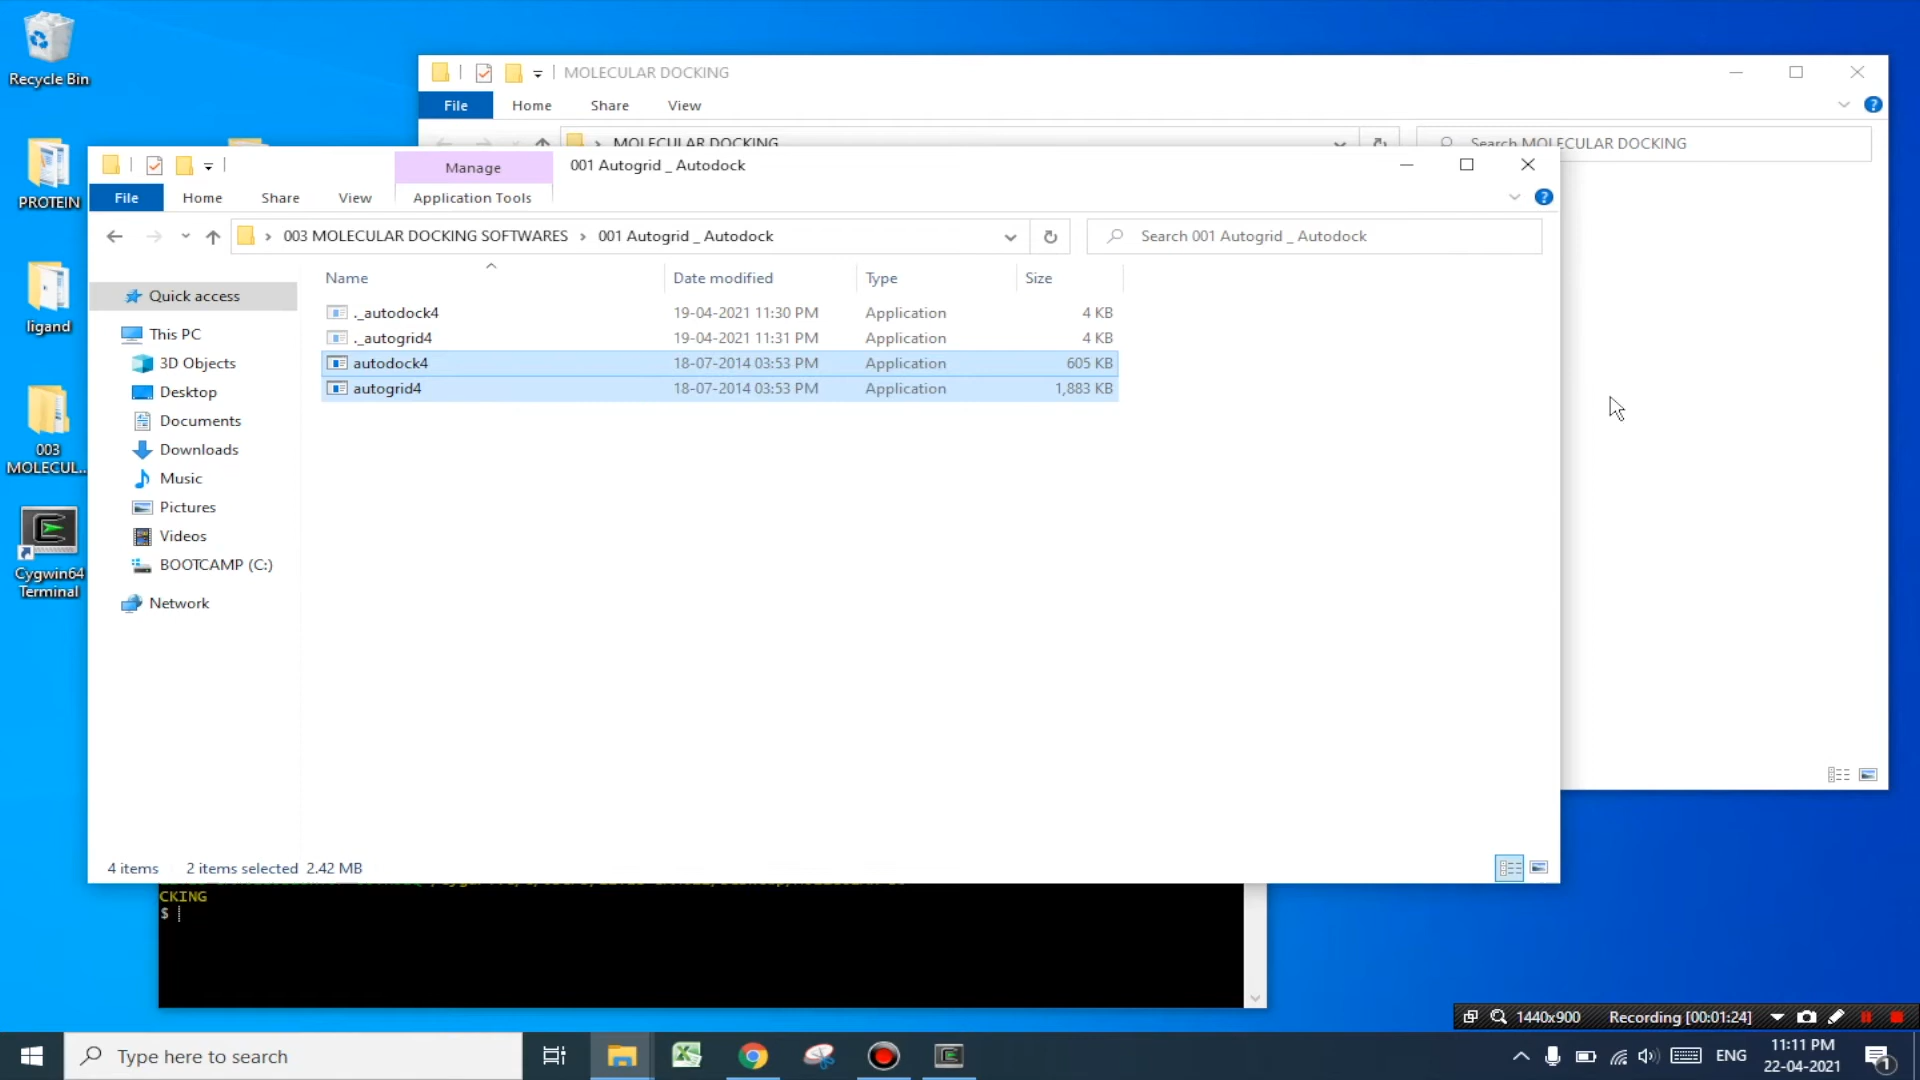 Recycle Bin
MOLECULAR DOCKING
File Home Share View
MOLECULAR DOCKING
Search MOLECULAR DOCKING
PROTEIN
Manage
001 Autogrid _ Autodock
File Home Share View Application Tools
003 MOLECULAR DOCKING SOFTWARES > 001 Autogrid _ Autodock
Search 001 Autogrid _ Autodock
Name Date modified Type Size
._autodock4 19-04-2021 11:30 PM Application 4 KB
._autogrid4 19-04-2021 11:31 PM Application 4 KB
autodock4 18-07-2014 03:53 PM Application 605 KB
autogrid4 18-07-2014 03:53 PM Application 1,883 KB
Quick access
This PC
3D Objects
Desktop
Documents
Downloads
Music
Pictures
Videos
BOOTCAMP (C:)
Network
ligand
003
MOLECUL...
Cygwin64
Terminal
4 items 2 items selected 2.42 MB
CKING
$
1440x900 Recording [00:01:24]
Type here to search
ENG
11:11 PM
22-04-2021
1